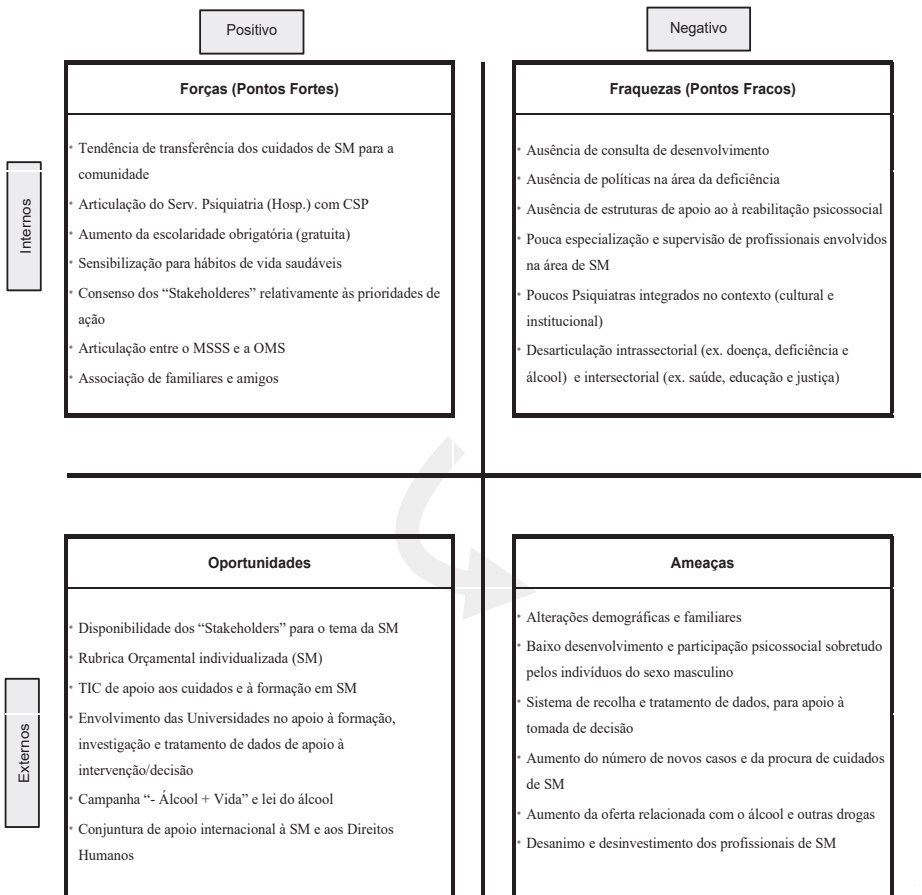 Positivo
Negativo
Internos
Forças (Pontos Fortes)
• Tendência de transferência dos cuidados de SM para a
comunidade
• Articulação do Serv. Psiquiatria (Hosp.) com CSP
• Aumento da escolaridade obrigatória (gratuita)
• Sensibilização para hábitos de vida saudáveis
• Consenso dos “Stakeholderes” relativamente às prioridades de
ação
• Articulação entre o MSSS e a OMS
• Associação de familiares e amigos
Fraquezas (Pontos Fracos)
• Ausência de consulta de desenvolvimento
• Ausência de políticas na área da deficiência
• Ausência de estruturas de apoio ao à reabilitação psicossocial
• Pouca especialização e supervisão de profissionais envolvidos
na área de SM
• Poucos Psiquiatras integrados no contexto (cultural e
institucional)
• Desarticulação intrassectorial (ex. doença, deficiência e
álcool) e intersectorial (ex. saúde, educação e justiça)
Externos
Oportunidades
• Disponibilidade dos “Stakeholders” para o tema da SM
• Rubrica Orçamental individualizada (SM)
• TIC de apoio aos cuidados e à formação em SM
• Envolvimento das Universidades no apoio à formação,
investigação e tratamento de dados de apoio à
intervenção/decisão
• Campanha “- Álcool + Vida” e lei do álcool
• Conjuntura de apoio internacional à SM e aos Direitos
Humanos
Ameaças
• Alterações demográficas e familiares
• Baixo desenvolvimento e participação psicossocial sobretudo
pelos indivíduos do sexo masculino
• Sistema de recolha e tratamento de dados, para apoio à
tomada de decisão
• Aumento do número de novos casos e da procura de cuidados
de SM
• Aumento da oferta relacionada com o álcool e outras drogas
• Desanimo e desinvestimento dos profissionais de SM